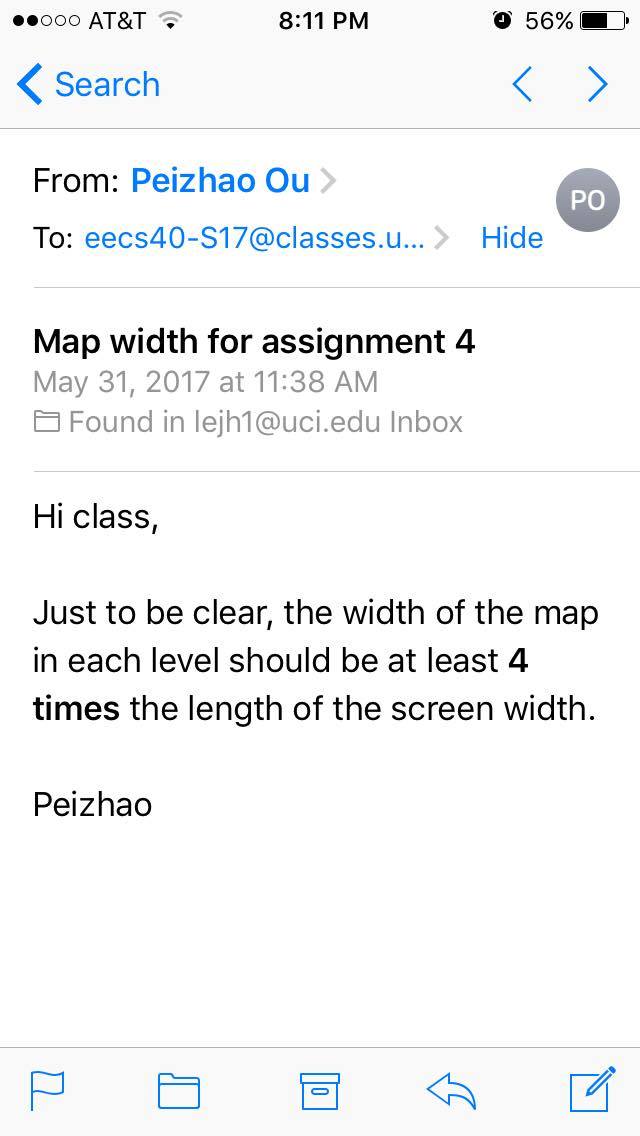 AT&T 8:11 PM 56%
Search
From: Peizhao Ou
PO
To: eecs40-S17@classes.u... Hide
Map width for assignment 4
May 31, 2017 at 11:38 AM
Found in lejh1@uci.edu Inbox
Hi class,
Just to be clear, the width of the map
in each level should be at least 4
times the length of the screen width.
Peizhao